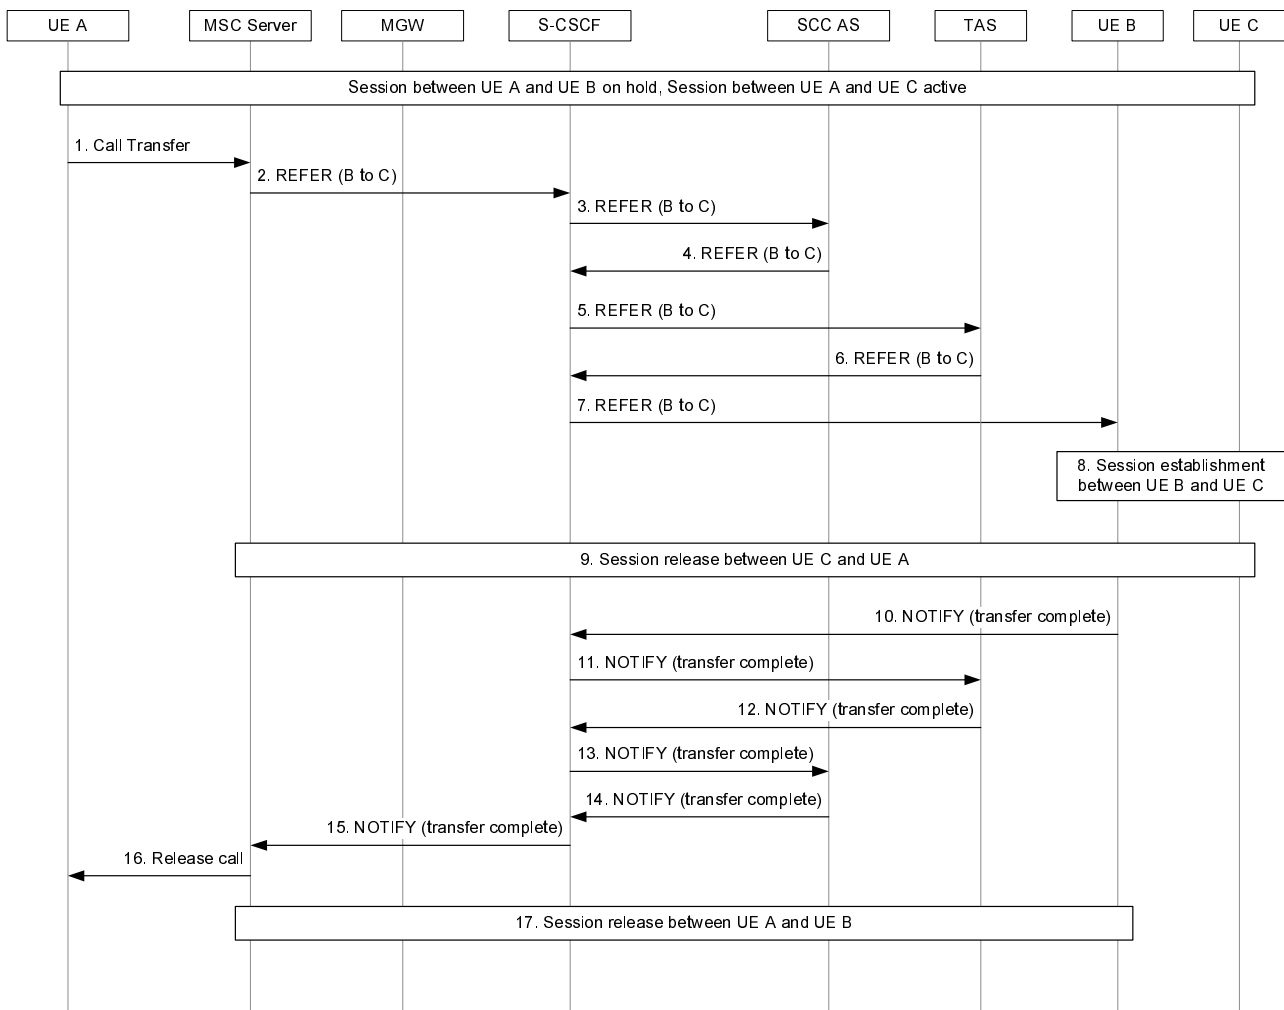 UE A
MSC Server
MGW
S-CSCF
SCC AS
TAS
UE B
UE C
Session between UE A and UE B on hold, Session between UE A and UE C active
1. Call Transfer
2. REFER (B to C)
3. REFER (B to C)
4. REFER (B to C)
5. REFER (B to C)
6. REFER (B to C)
7. REFER (B to C)
8. Session establishment
between UE B and UE C
9. Session release between UE C and UE A
10. NOTIFY (transfer complete)
11. NOTIFY (transfer complete)
12. NOTIFY (transfer complete)
13. NOTIFY (transfer complete)
14. NOTIFY (transfer complete)
15. NOTIFY (transfer complete)
16. Release call
17. Session release between UE A and UE B